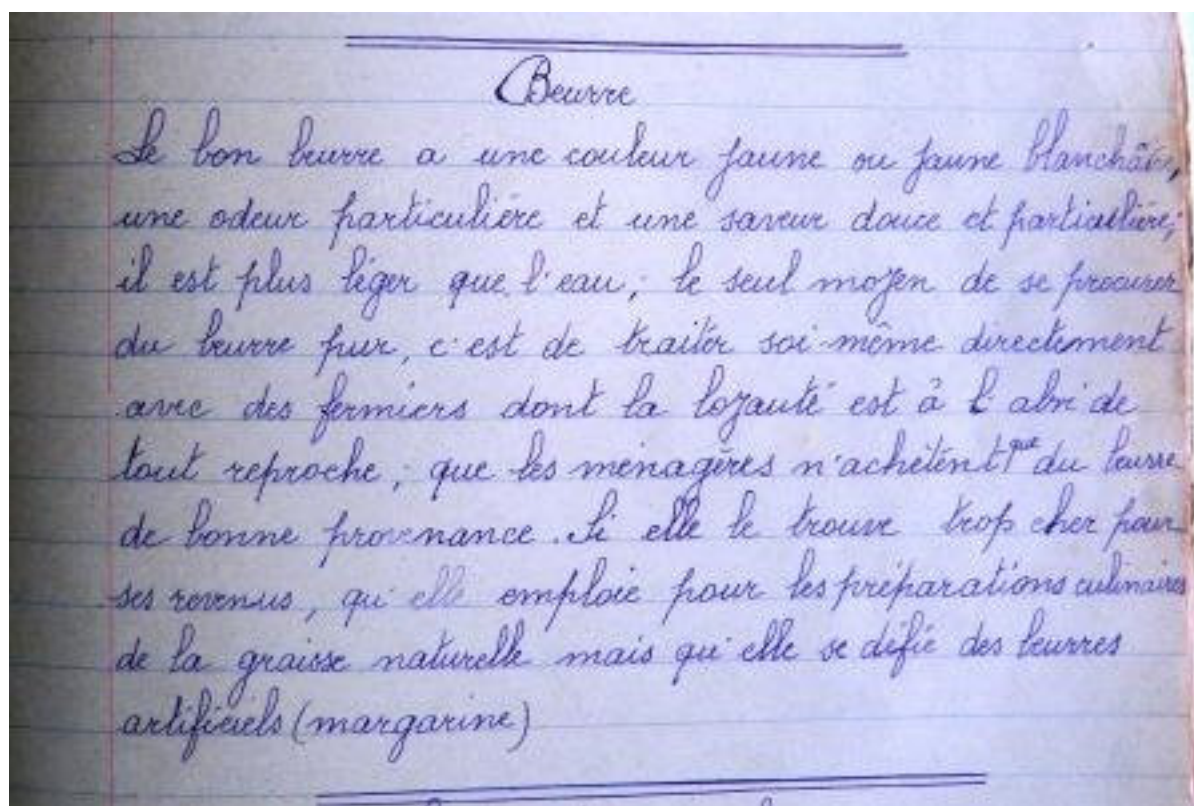 Beurre
Le bon beurre a une couleur jaune ou jaune blanchâtre,
une odeur particulière et une saveur douce et particulière;
il est plus léger que l'eau; le seul moyen de se procurer
du beurre pur, c'est de traiter soi-même directement
avec des fermiers dont la loyauté est à l'abri de
tout reproche; que les ménagères n'achètent que du beurre
de bonne provenance. Si elle le trouve trop cher pour
ses revenus, qu'elle emploie pour les préparations culinaires
de la graisse naturelle mais qu'elle se défie des beurres
artificiels (margarine)